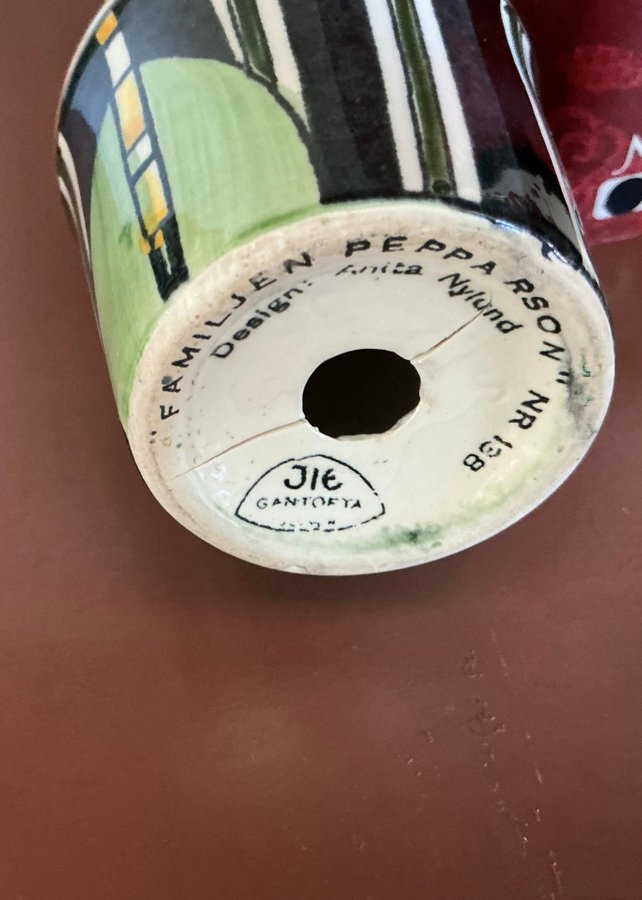 "FAMILJEN PEPPARSON" NR 138
Design: Anita Nylund
JIE
GANTOFTA